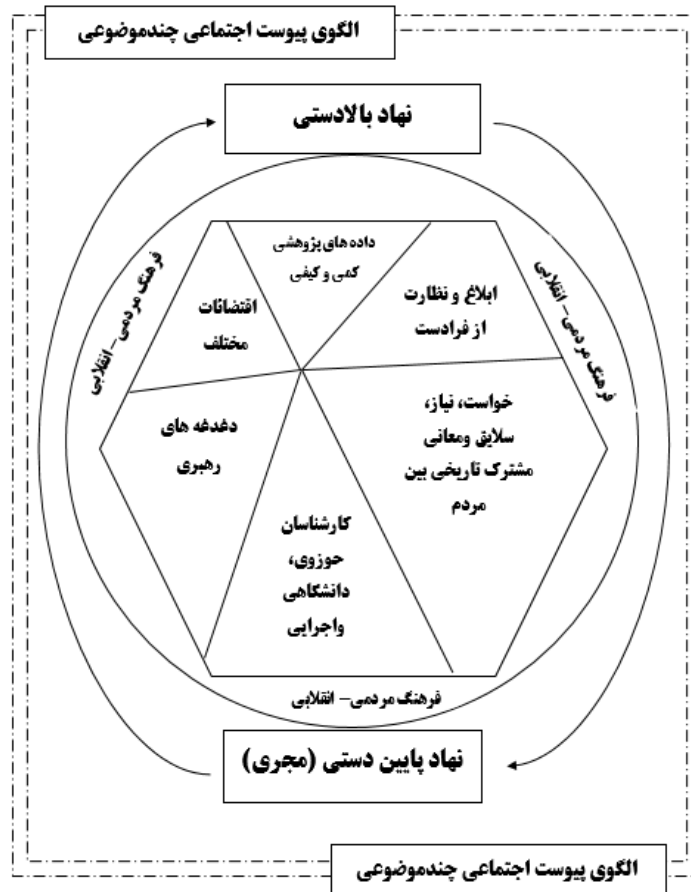 الگوی پیوست اجتماعی چندموضوعی
نهاد بالادستی
داده های پژوهشی
کمی و کیفی
ابلاغ و نظارت
از فرادست
اقتضائات
مختلف
فرهنگ مردمی- انقلابی
فرهنگ مردمی- انقلابی
خواست، نیاز،
سلایق ومعانی
مشترک تاریخی بین
مردم
دغدغه های
رهبری
کارشناسان
حوزوی،
دانشگاهی
واجرایی
فرهنگ مردمی- انقلابی
نهاد پایین دستی (مجری)
الگوی پیوست اجتماعی چندموضوعی